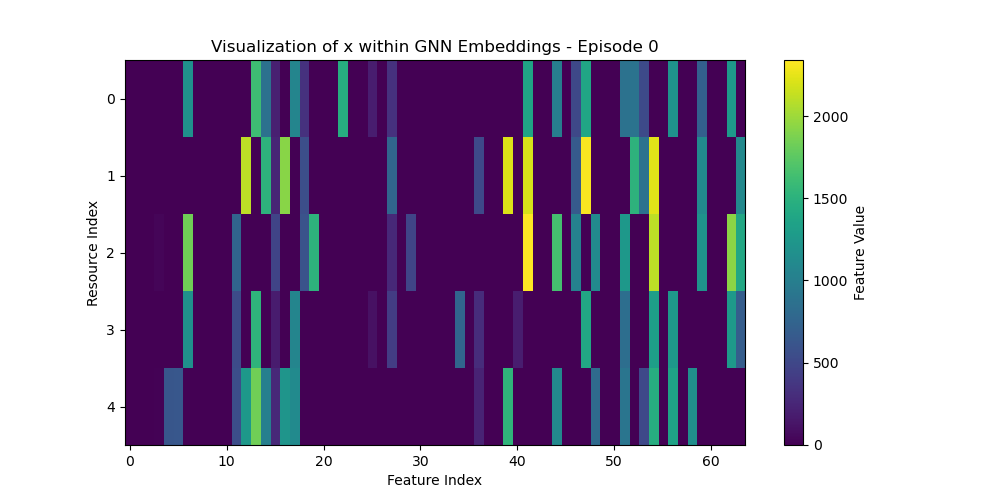 Visualization of x within GNN Embeddings - Episode 0
Resource Index
0
1
2
3
4
0 10 20 30 40 50 60
Feature Index
2000
1500
1000
500
0
Feature Value